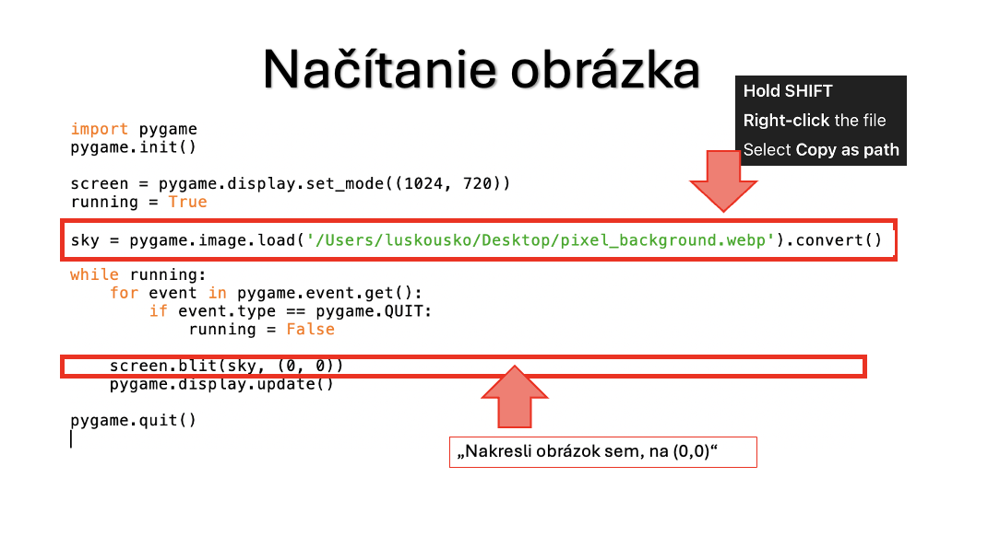 Načítanie obrázka
Hold SHIFT
Right-click the file
Select Copy as path
import pygame
pygame.init()
screen = pygame.display.set_mode((1024, 720))
running = True
sky = pygame.image.load('/Users/luskousko/Desktop/pixel_background.webp').convert()
while running:
    for event in pygame.event.get():
        if event.type == pygame.QUIT:
            running = False
    screen.blit(sky, (0, 0))
    pygame.display.update()
pygame.quit()
„Nakresli obrázok sem, na (0,0)“